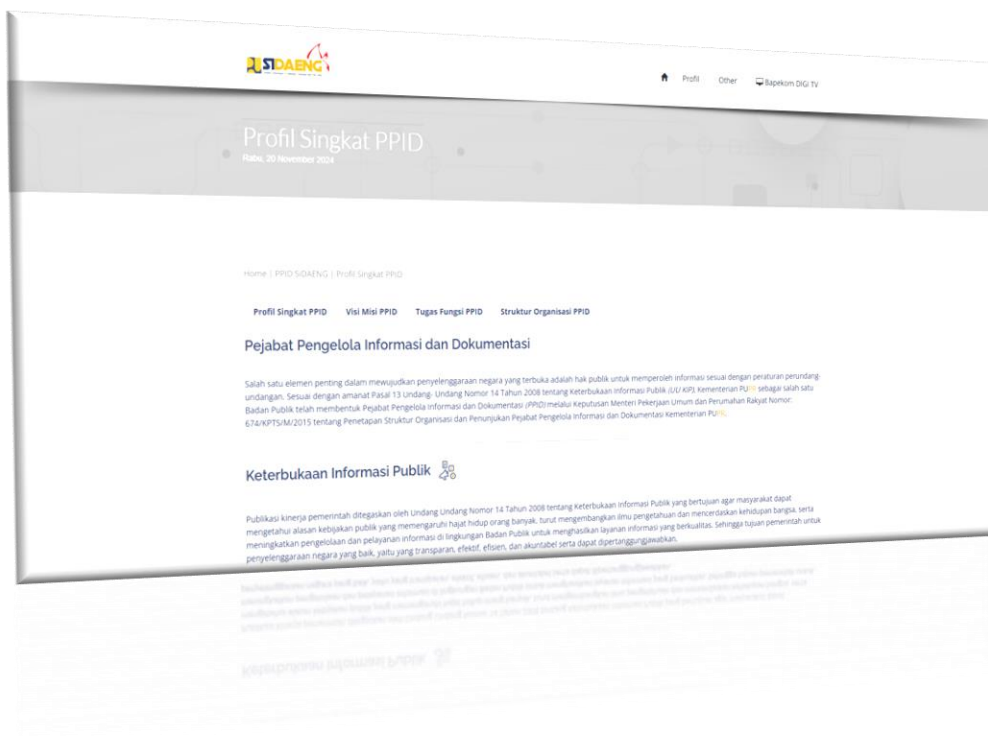 SIDAENG
Profil Other Bapekom DIGI TV
Profil Singkat PPID
Rabu, 20 November 2024
Home | PPID SiDAENG | Profil Singkat PPID
Profil Singkat PPID Visi Misi PPID Tugas Fungsi PPID Struktur Organisasi PPID
Pejabat Pengelola Informasi dan Dokumentasi
Salah satu elemen penting dalam mewujudkan penyelenggaraan negara yang terbuka adalah hak publik untuk memperoleh informasi sesuai dengan peraturan perundang-
undangan. Sesuai dengan amanat Pasal 13 Undang- Undang Nomor 14 Tahun 2008 tentang Keterbukaan Informasi Publik (UU KIP), Kementerian PUPR sebagai salah satu
Badan Publik telah membentuk Pejabat Pengelola Informasi dan Dokumentasi (PPID) melalui Keputusan Menteri Pekerjaan Umum dan Perumahan Rakyat Nomor:
674/KPTS/M/2015 tentang Penetapan Struktur Organisasi dan Penunjukan Pejabat Pengelola Informasi dan Dokumentasi Kementerian PUPR.
Keterbukaan Informasi Publik
Publikasi kinerja pemerintah ditegaskan oleh Undang Undang Nomor 14 Tahun 2008 tentang Keterbukaan Informasi Publik yang bertujuan agar masyarakat dapat
mengetahui alasan kebijakan publik yang memengaruhi hajat hidup orang banyak, turut mengembangkan ilmu pengetahuan dan mencerdaskan kehidupan bangsa, serta
meningkatkan pengelolaan dan pelayanan informasi di lingkungan Badan Publik untuk menghasilkan layanan informasi yang berkualitas. Sehingga tujuan pemerintah untuk
penyelenggaraan negara yang baik, yaitu yang transparan, efektif, efisien, dan akuntabel serta dapat dipertanggungjawabkan.